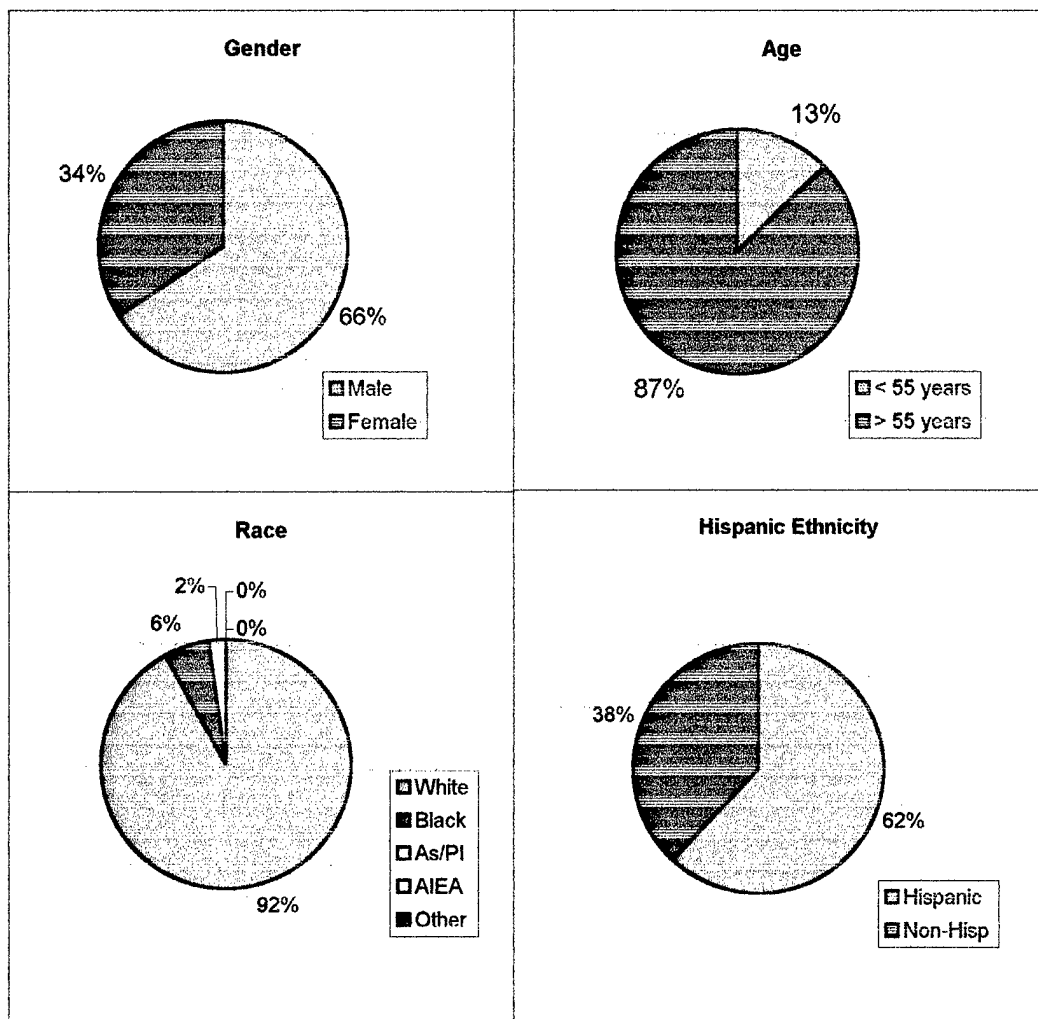 Gender
34%
66%
Male
Female
Age
13%
87%
< 55 years
> 55 years
Race
2%
0%
6%
0%
92%
White
Black
As/PI
AIEA
Other
Hispanic Ethnicity
38%
62%
Hispanic
Non-Hisp